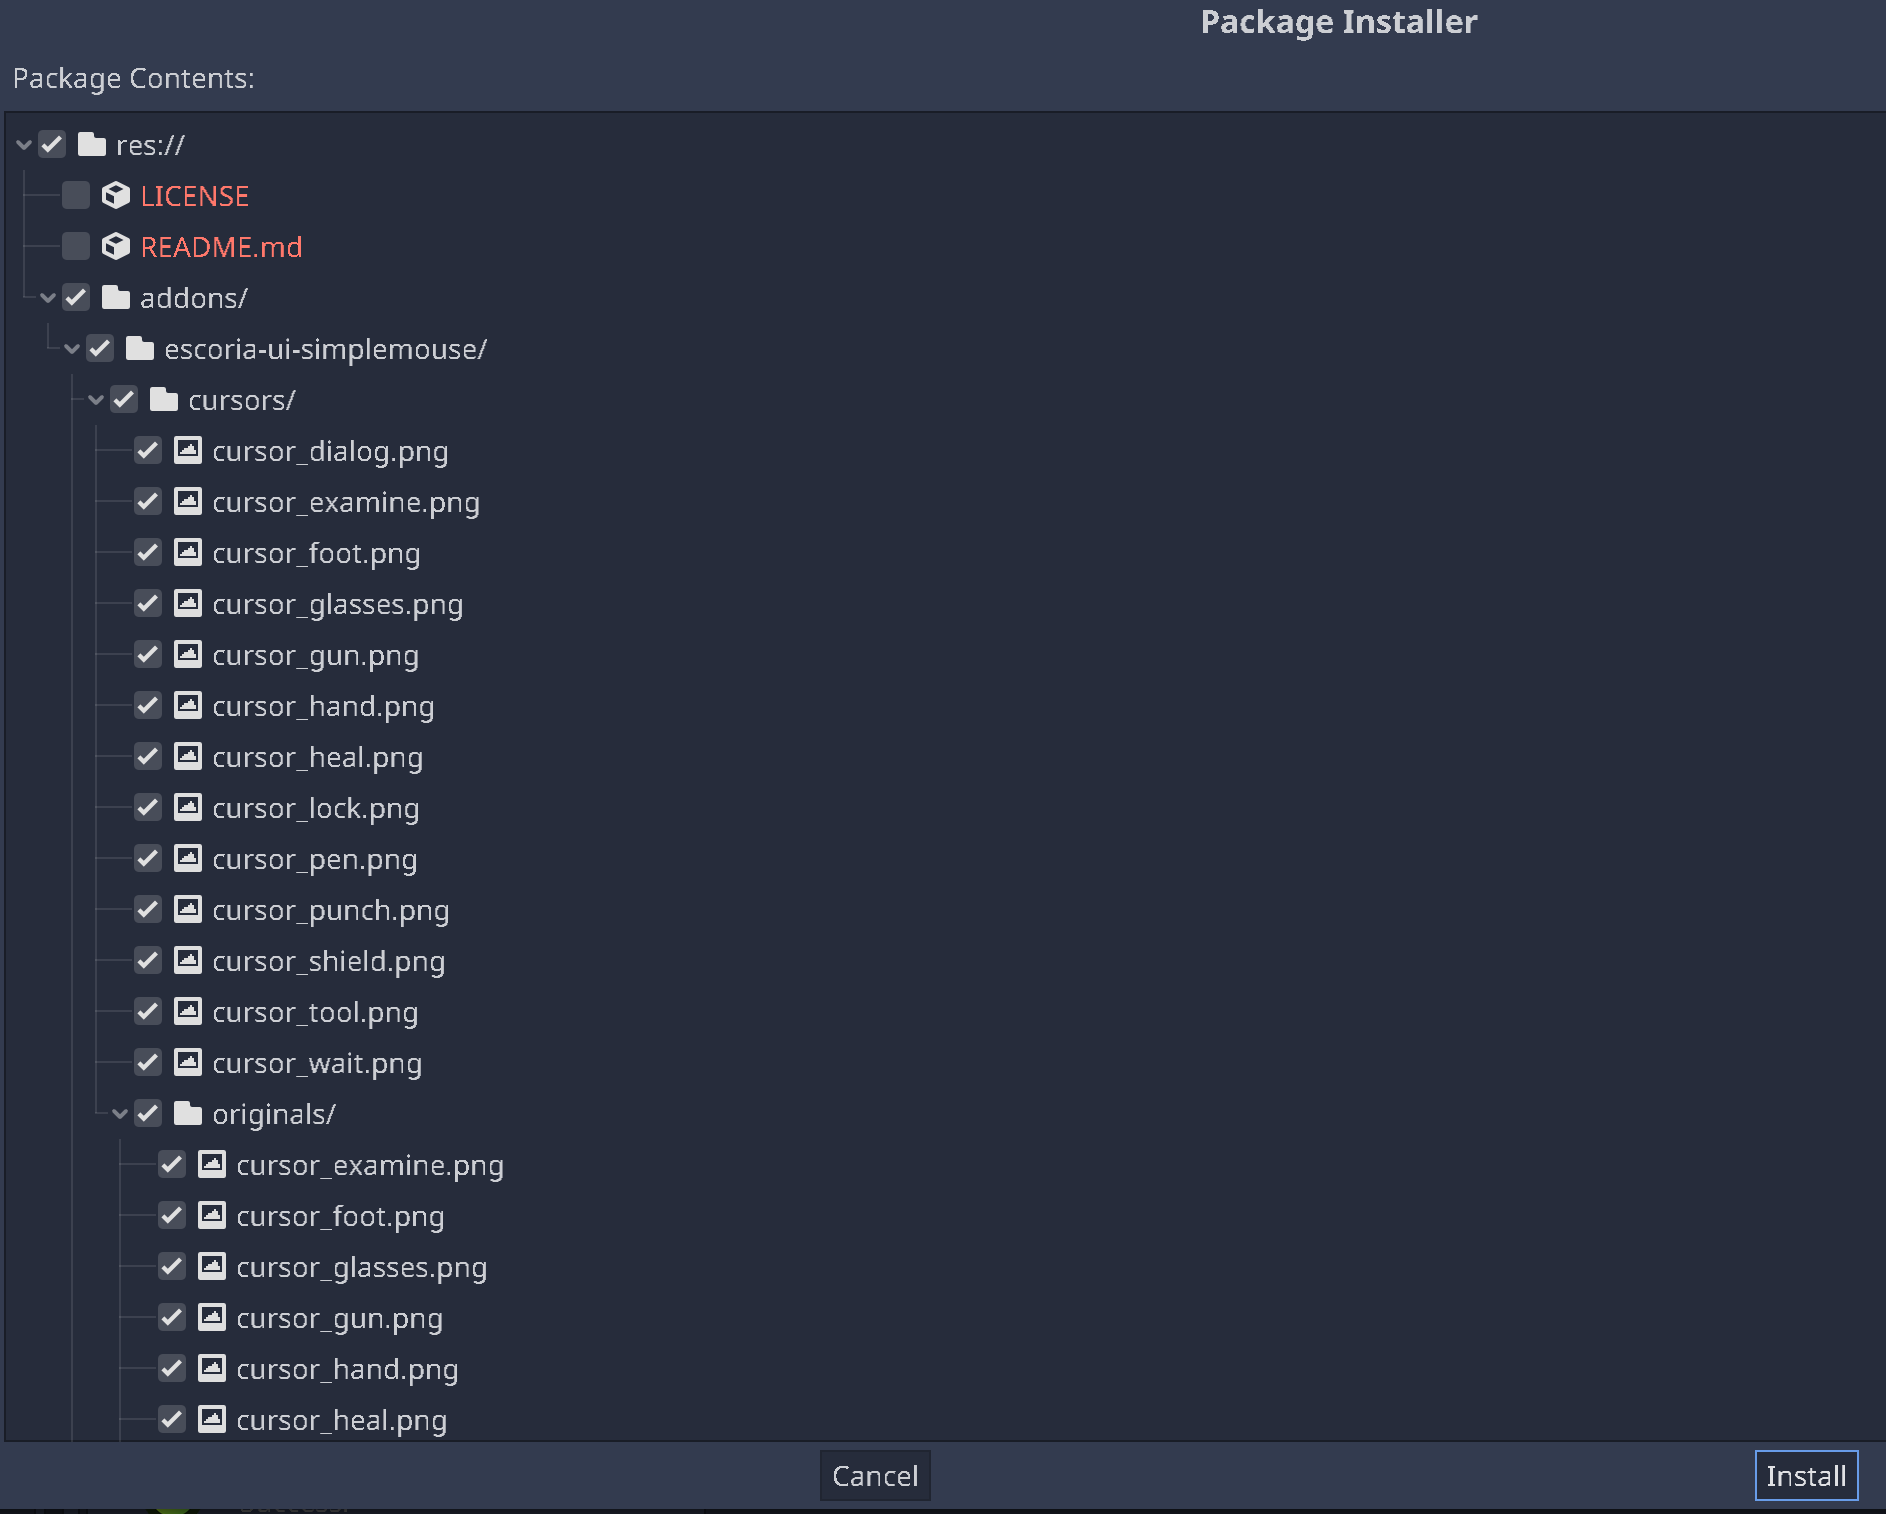 Package Installer
Package Contents:
res://
LICENSE
README.md
addons/
escoria-ui-simplemouse/
cursors/
cursor_dialog.png
cursor_examine.png
cursor_foot.png
cursor_glasses.png
cursor_gun.png
cursor_hand.png
cursor_heal.png
cursor_lock.png
cursor_pen.png
cursor_punch.png
cursor_shield.png
cursor_tool.png
cursor_wait.png
originals/
cursor_examine.png
cursor_foot.png
cursor_glasses.png
cursor_gun.png
cursor_hand.png
cursor_heal.png
Cancel Install